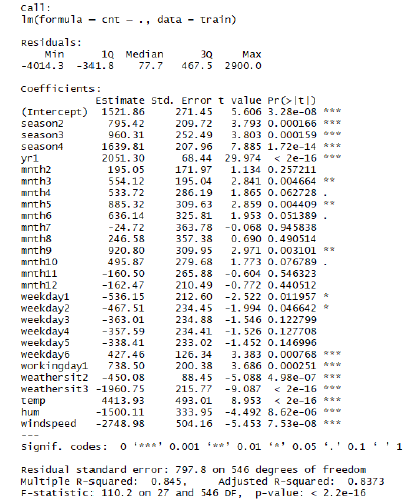 Call:
lm(formula = cnt ~ ., data = train)
Residuals:
Min 1Q Median 3Q Max
-4014.3 -341.8 77.7 467.5 2900.0
Coefficients:
Estimate Std. Error t value Pr(>|t|)
(Intercept) 1521.86 271.45 5.606 3.28e-08 ***
season2 795.42 209.72 3.793 0.000166 ***
season3 960.31 252.49 3.803 0.000159 ***
season4 1639.81 207.96 7.885 1.72e-14 ***
yr1 2051.30 68.44 29.974 < 2e-16 ***
mnth2 195.05 171.97 1.134 0.257211
mnth3 554.12 195.04 2.841 0.004664 **
mnth4 533.72 286.19 1.865 0.062728 .
mnth5 885.32 309.63 2.859 0.004409 **
mnth6 636.14 325.81 1.953 0.051389 .
mnth7 -24.72 363.78 -0.068 0.945838
mnth8 246.58 357.38 0.690 0.490514
mnth9 920.80 309.95 2.971 0.003101 **
mnth10 495.87 279.68 1.773 0.076789 .
mnth11 -160.50 265.88 -0.604 0.546323
mnth12 -162.47 210.49 -0.772 0.440512
weekday1 -536.15 212.60 -2.522 0.011957 *
weekday2 -467.51 234.45 -1.994 0.046642 *
weekday3 -363.01 234.88 -1.546 0.122799
weekday4 -357.59 234.41 -1.526 0.127708
weekday5 -338.41 233.02 -1.452 0.146996
weekday6 427.46 126.34 3.383 0.000768 ***
workingday1 738.50 200.38 3.686 0.000251 ***
weathersit2 -450.08 88.45 -5.088 4.98e-07 ***
weathersit3 -1960.75 215.77 -9.087 < 2e-16 ***
temp 4413.93 493.01 8.953 < 2e-16 ***
hum -1500.11 333.95 -4.492 8.62e-06 ***
windspeed -2748.98 504.16 -5.453 7.53e-08 ***
---
Signif. codes: 0 ‘***’ 0.001 ‘**’ 0.01 ‘*’ 0.05 ‘.’ 0.1 ‘ ’ 1
Residual standard error: 797.8 on 546 degrees of freedom
Multiple R-squared: 0.845, Adjusted R-squared: 0.8373
F-statistic: 110.2 on 27 and 546 DF, p-value: < 2.2e-16